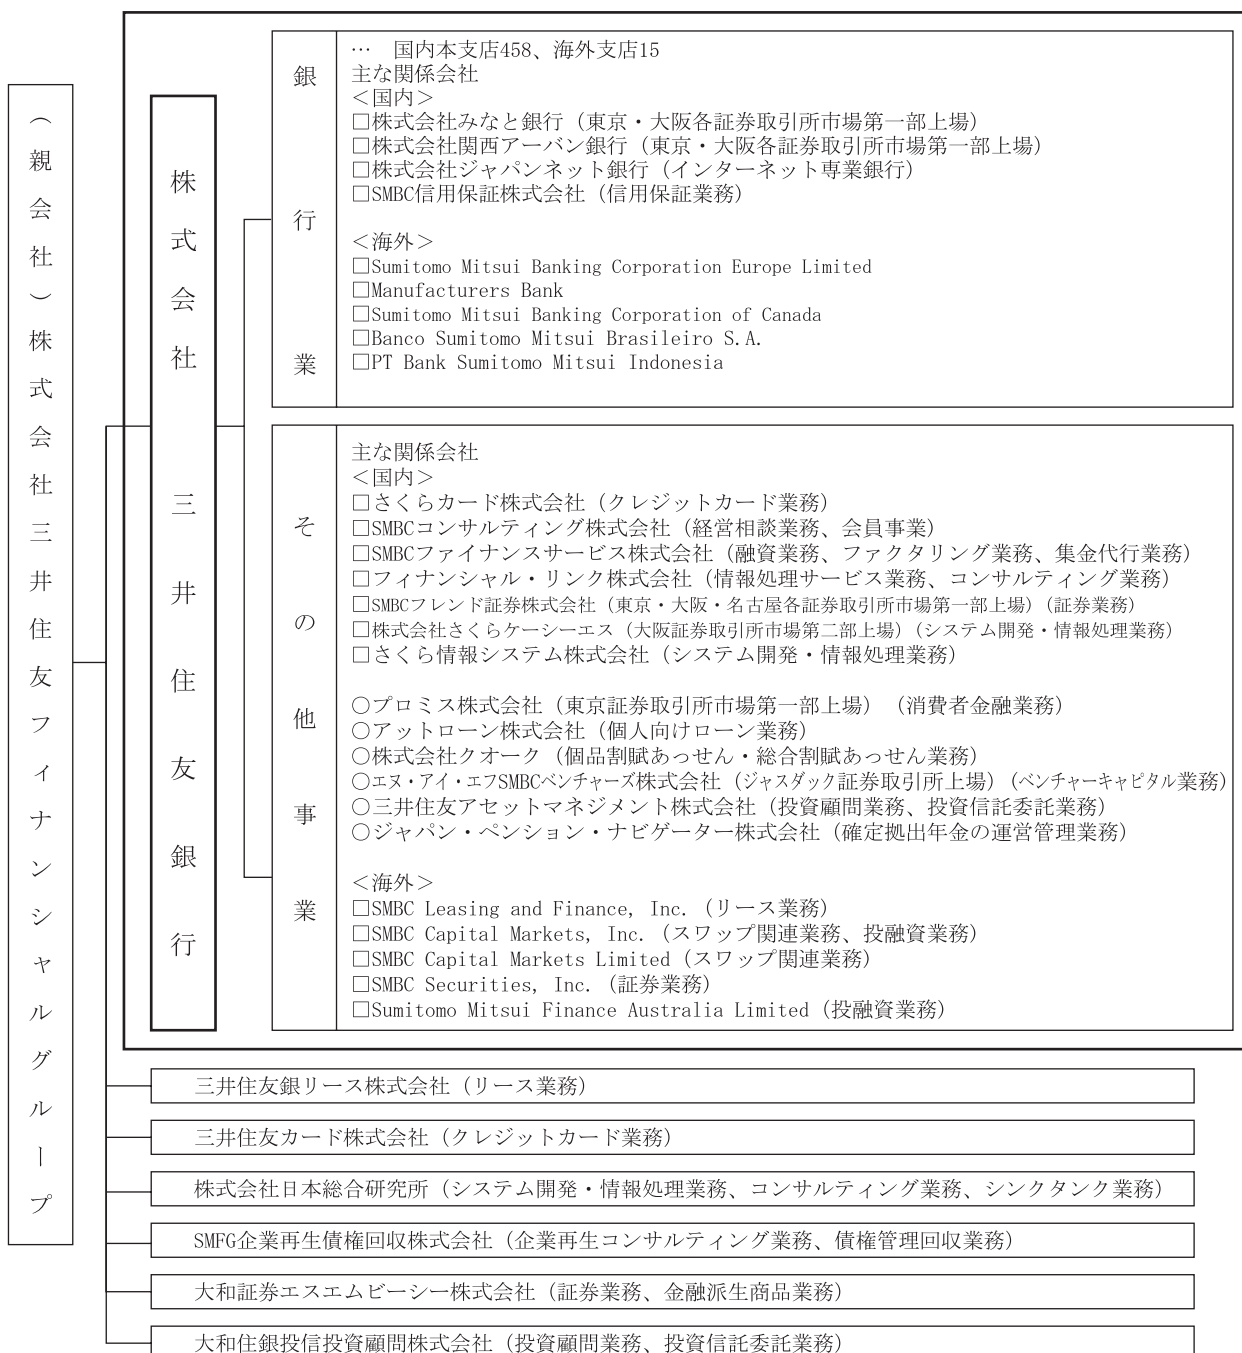 （親会社）株式会社三井住友フィナンシャルグループ
株式会社 三井住友銀行
銀行業
… 国内本支店458、海外支店15
主な関係会社
＜国内＞
□株式会社みなと銀行（東京・大阪各証券取引所市場第一部上場）
□株式会社関西アーバン銀行（東京・大阪各証券取引所市場第一部上場）
□株式会社ジャパンネット銀行（インターネット専業銀行）
□SMBC信用保証株式会社（信用保証業務）
＜海外＞
□Sumitomo Mitsui Banking Corporation Europe Limited
□Manufacturers Bank
□Sumitomo Mitsui Banking Corporation of Canada
□Banco Sumitomo Mitsui Brasileiro S.A.
□PT Bank Sumitomo Mitsui Indonesia
その他事業
主な関係会社
＜国内＞
□さくらカード株式会社（クレジットカード業務）
□SMBCコンサルティング株式会社（経営相談業務、会員事業）
□SMBCファイナンスサービス株式会社（融資業務、ファクタリング業務、集金代行業務）
□フィナンシャル・リンク株式会社（情報処理サービス業務、コンサルティング業務）
□SMBCフレンド証券株式会社（東京・大阪・名古屋各証券取引所市場第一部上場）（証券業務）
□株式会社さくらケーシーエス（大阪証券取引所市場第二部上場）（システム開発・情報処理業務）
□さくら情報システム株式会社（システム開発・情報処理業務）
○プロミス株式会社（東京証券取引所市場第一部上場）（消費者金融業務）
○アットローン株式会社（個人向けローン業務）
○株式会社クオーク（個品割賦あっせん・総合割賦あっせん業務）
○エヌ・アイ・エフSMBCベンチャーズ株式会社（ジャスダック証券取引所上場）（ベンチャーキャピタル業務）
○三井住友アセットマネジメント株式会社（投資顧問業務、投資信託委託業務）
○ジャパン・ペンション・ナビゲーター株式会社（確定拠出年金の運営管理業務）
＜海外＞
□SMBC Leasing and Finance, Inc.（リース業務）
□SMBC Capital Markets, Inc.（スワップ関連業務、投融資業務）
□SMBC Capital Markets Limited（スワップ関連業務）
□SMBC Securities, Inc.（証券業務）
□Sumitomo Mitsui Finance Australia Limited（投融資業務）
三井住友銀リース株式会社（リース業務）
三井住友カード株式会社（クレジットカード業務）
株式会社日本総合研究所（システム開発・情報処理業務、コンサルティング業務、シンクタンク業務）
SMFG企業再生債権回収株式会社（企業再生コンサルティング業務、債権管理回収業務）
大和証券エスエムビーシー株式会社（証券業務、金融派生商品業務）
大和住銀投信投資顧問株式会社（投資顧問業務、投資信託委託業務）